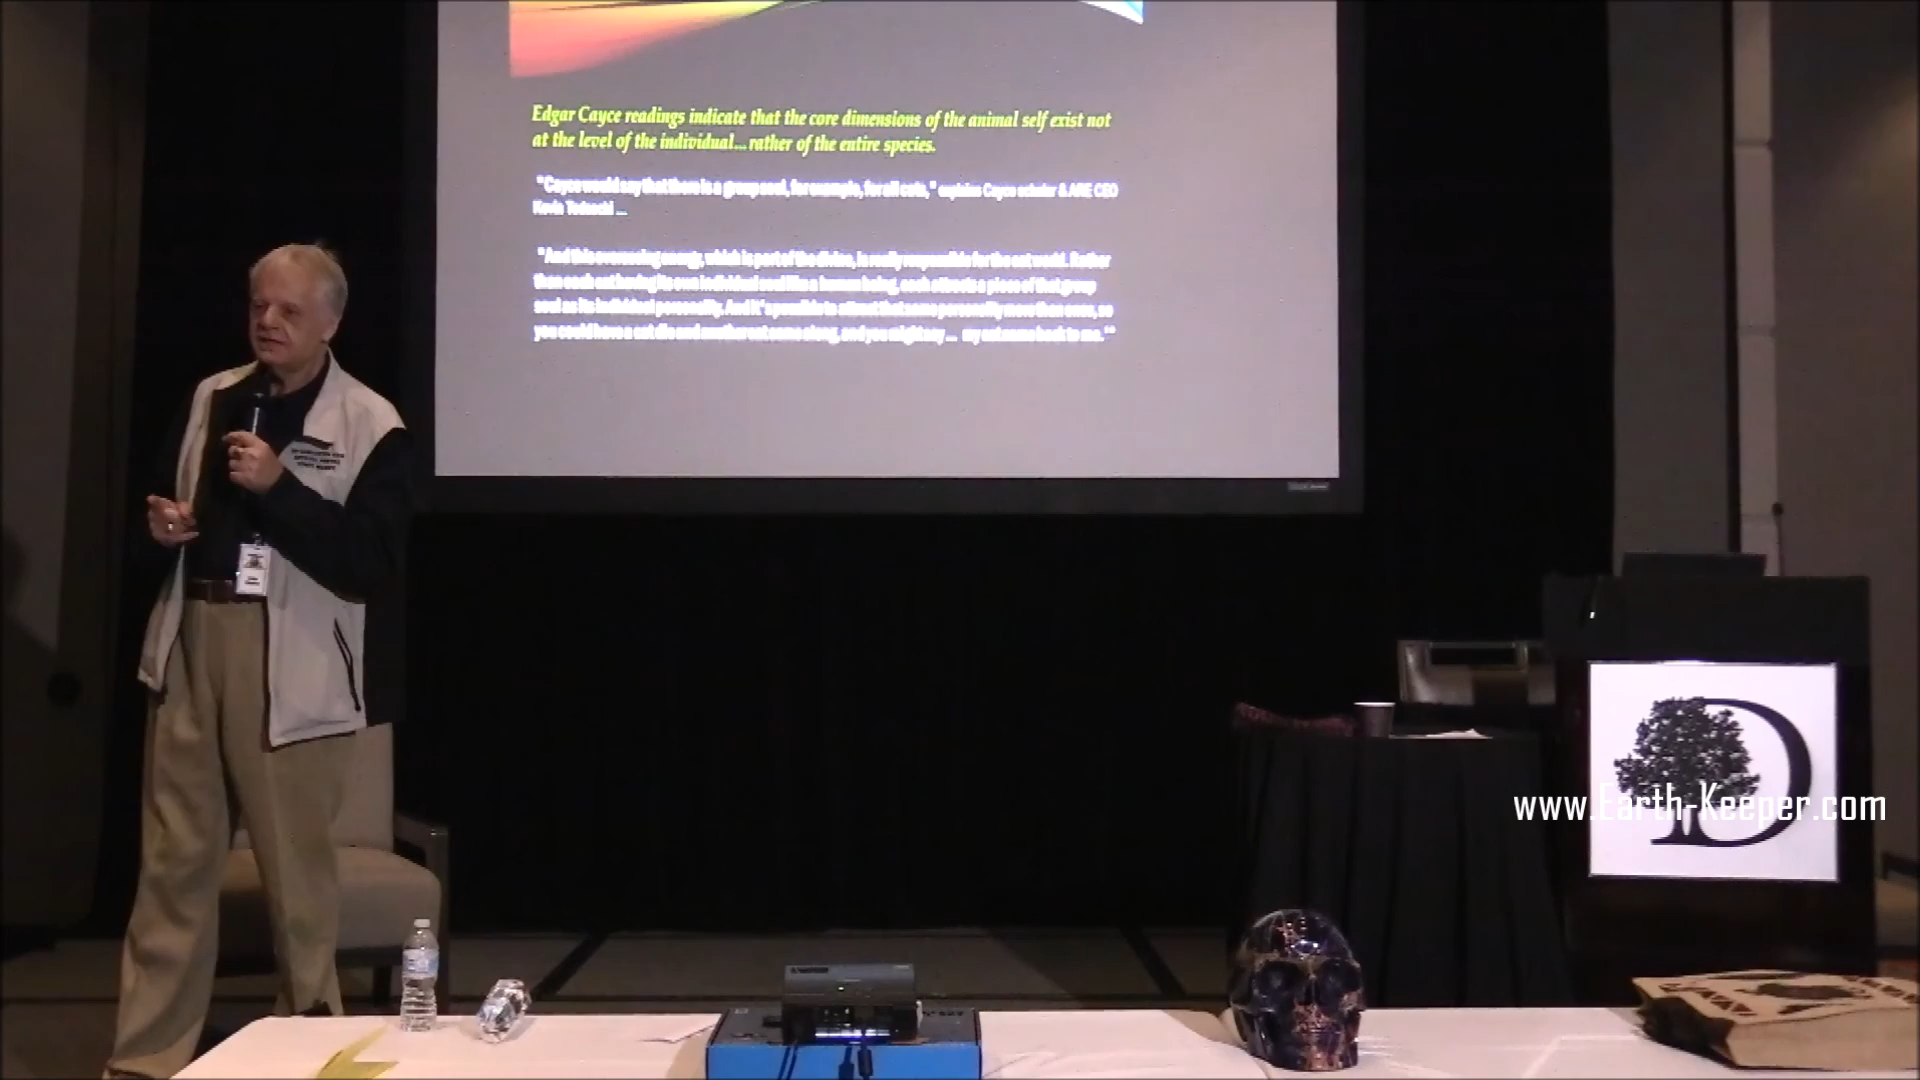 Edgar Cayce readings indicate that the core dimensions of the animal self exist not
at the level of the individual... rather of the entire species.
"Cayce would say that there is a group soul, for example, for all cats," explains Cayce scholar & ARE CEO
Kevin Todeschi ...
"And this overseeing energy, which is part of the divine, is really responsible for the cat world. Rather
than each cat having its own individual soul like a human being, each attracts a piece of that group
soul as its individual personality. And it's possible to attract that same personality more than once, so
you could have a cat die and another cat come along, and you might say ... my cat came back to me."
D
www.Earth-Keeper.com